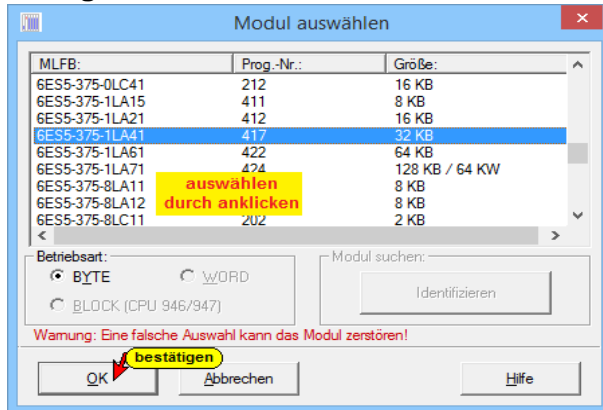 Modul auswählen
MLFB: Prog.-Nr.: Größe:
6ES5-375-0LC41 212 16 KB
6ES5-375-1LA15 411 8 KB
6ES5-375-1LA21 412 16 KB
6ES5-375-1LA41 417 32 KB
6ES5-375-1LA61 422 64 KB
6ES5-375-1LA71 424 128 KB / 64 KW
6ES5-375-8LA11 8 KB
6ES5-375-8LA12 8 KB
6ES5-375-8LC11 202 2 KB
auswählen
durch anklicken
Betriebsart: Modul suchen:
BYTE WORD
BLOCK (CPU 946/947)
Identifizieren
Warnung: Eine falsche Auswahl kann das Modul zerstören!
bestätigen
OK Abbrechen Hilfe